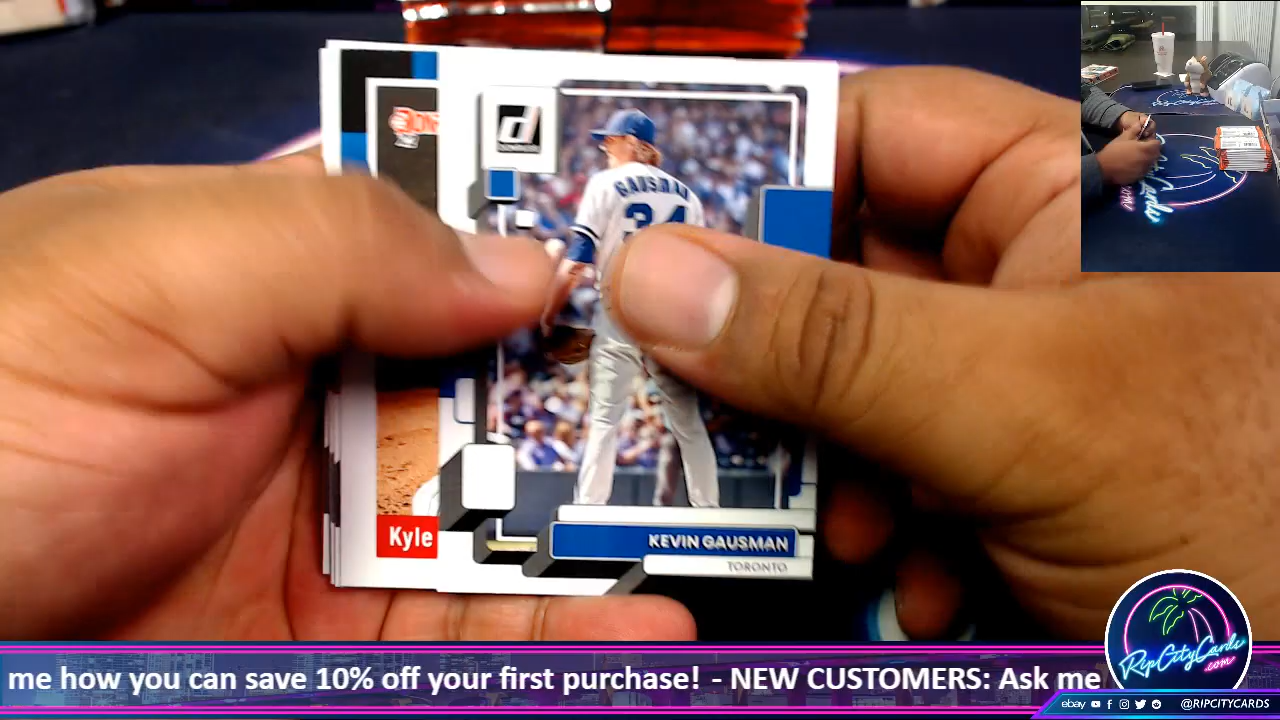 DON
d
GAUSMAN
34
Kyle
KEVIN GAUSMAN
TORONTO
me how you can save 10% off your first purchase! - NEW CUSTOMERS: Ask me
RipCityCards
.com
ebay
@RIPCITYCARDS